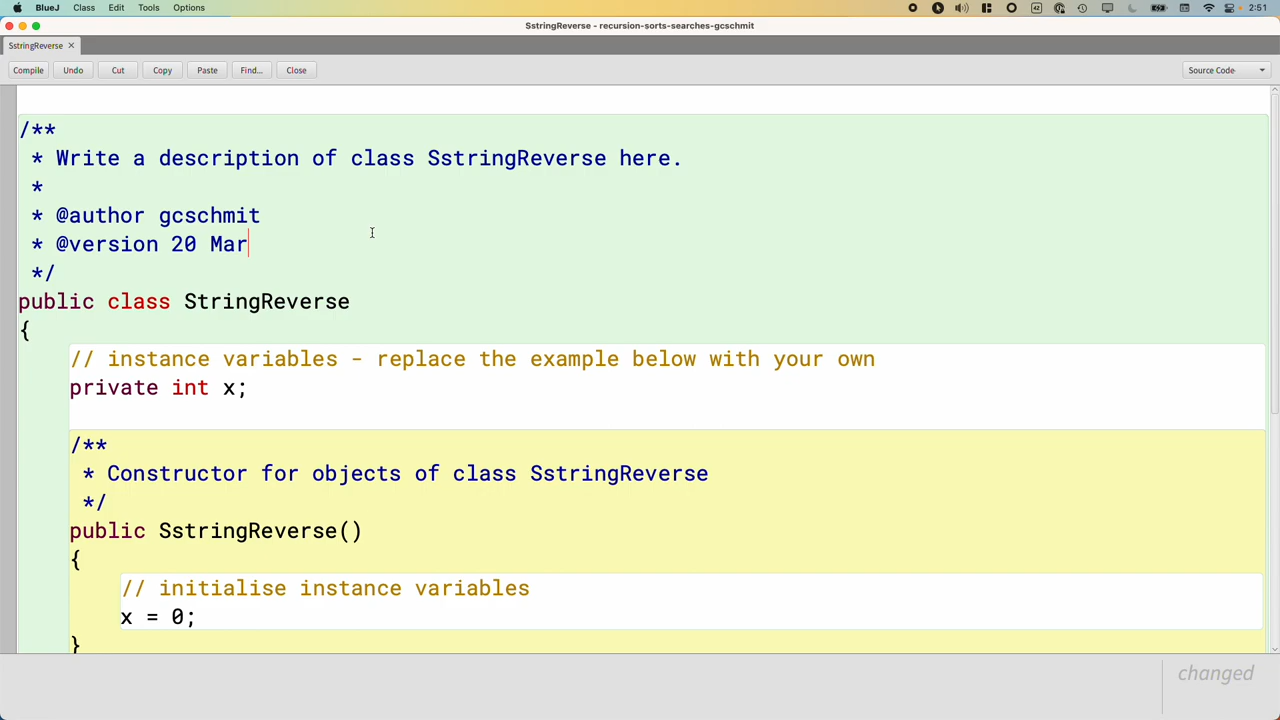 BlueJ Class Edit Tools Options 42 2:51
SstringReverse - recursion-sorts-searches-gcschmit
SstringReverse ×
Compile Undo Cut Copy Paste Find... Close Source Code
/**
* Write a description of class SstringReverse here.
*
* @author gcschmit
* @version 20 Mar
*/
public class StringReverse
{
// instance variables - replace the example below with your own
private int x;
/**
* Constructor for objects of class SstringReverse
*/
public SstringReverse()
{
// initialise instance variables
x = 0;
}
changed